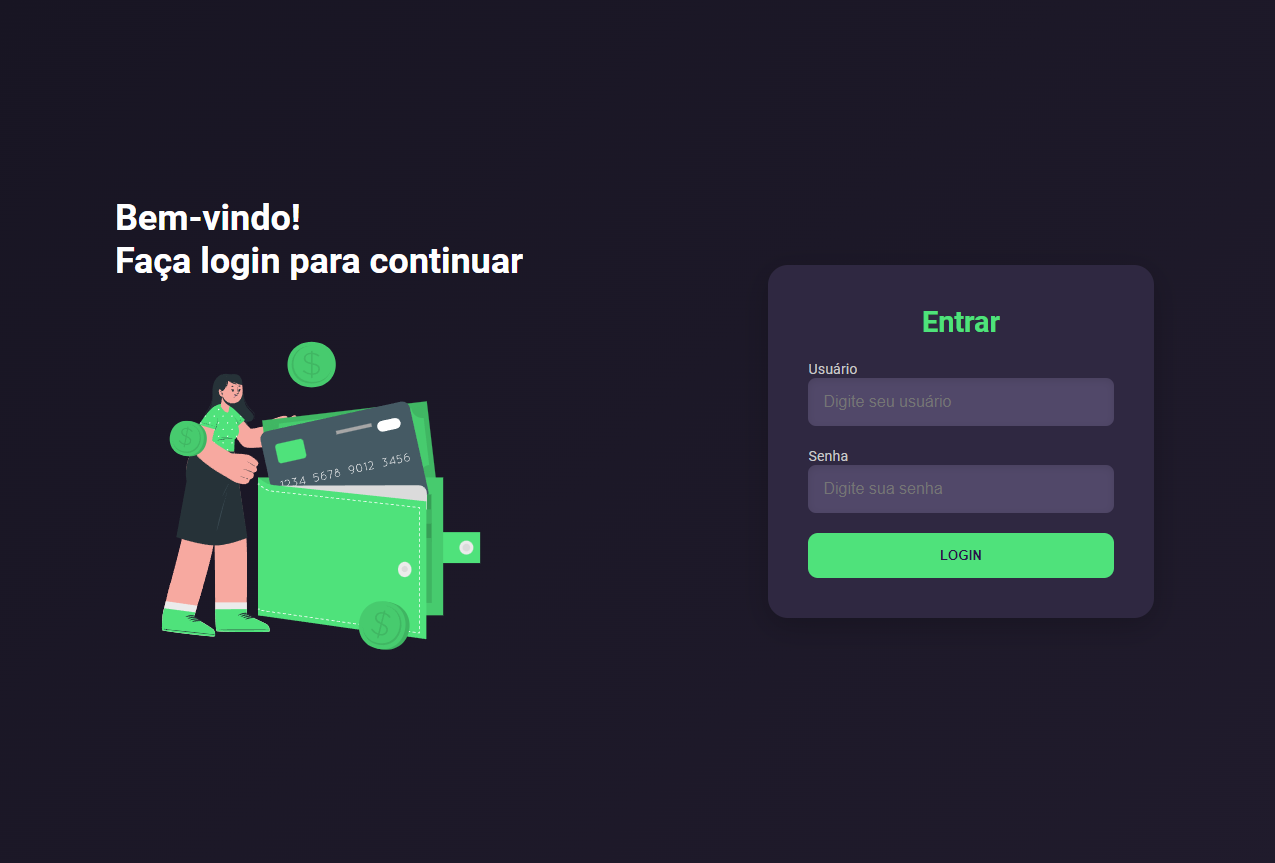 Bem-vindo!
Faça login para continuar
$
$
1234 5678 9012 3456
$
Entrar
Usuário
Digite seu usuário
Senha
Digite sua senha
LOGIN